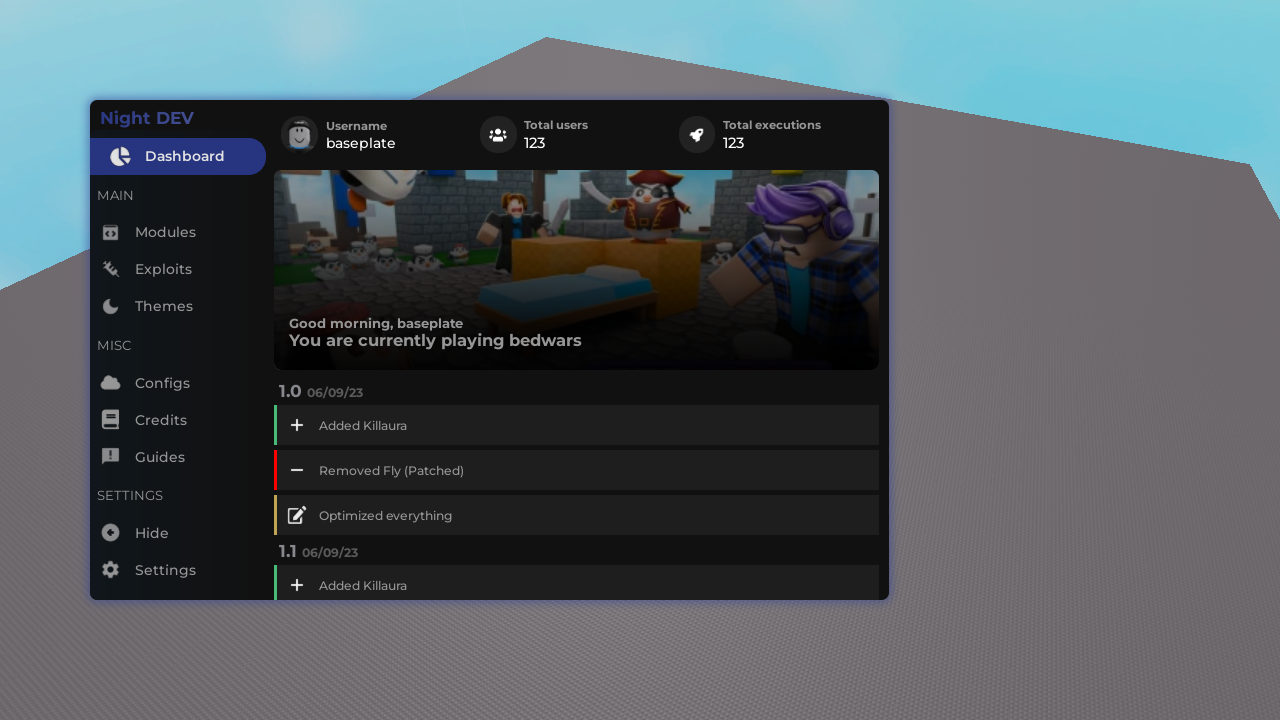 Night DEV
Dashboard
MAIN
Modules
Exploits
Themes
MISC
Configs
Credits
Guides
SETTINGS
Hide
Settings
Username
baseplate
Total users
123
Total executions
123
Good morning, baseplate
You are currently playing bedwars
1.0 06/09/23
Added Killaura
Removed Fly (Patched)
Optimized everything
1.1 06/09/23
Added Killaura